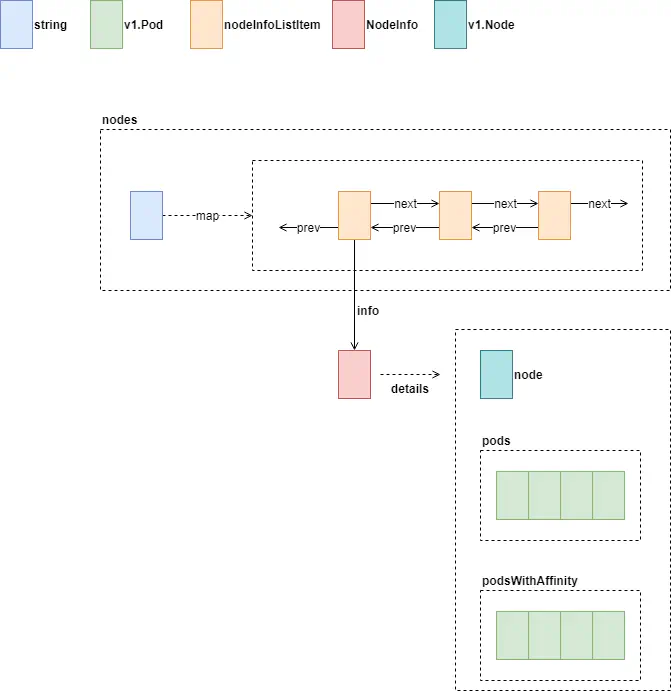 string v1.Pod nodeInfoListItem NodeInfo v1.Node
nodes
map
next next next
prev prev prev
info
details
node
pods
podsWithAffinity